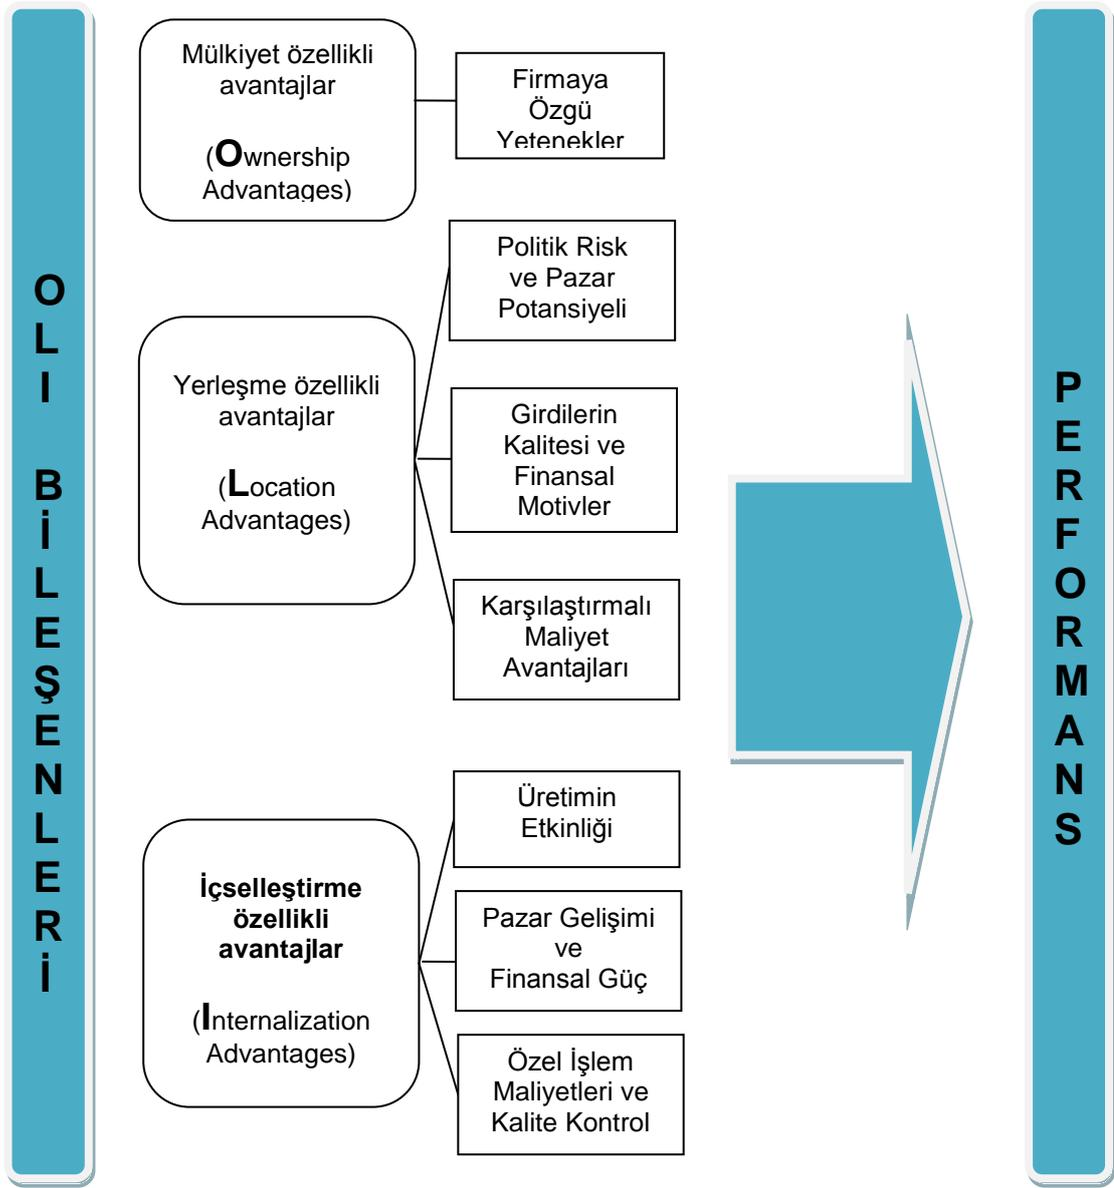 OLI BİLEŞENLERİ
Mülkiyet özellikli
avantajlar
(Ownership
Advantages)
Firmaya
Özgü
Yetenekler
Yerleşme özellikli
avantajlar
(Location
Advantages)
Politik Risk
ve Pazar
Potansiyeli
Girdilerin
Kalitesi ve
Finansal
Motivler
Karşılaştırmalı
Maliyet
Avantajları
İçselleştirme
özellikli
avantajlar
(Internalization
Advantages)
Üretimin
Etkinliği
Pazar Gelişimi
ve
Finansal Güç
Özel İşlem
Maliyetleri ve
Kalite Kontrol
PERFORMANS